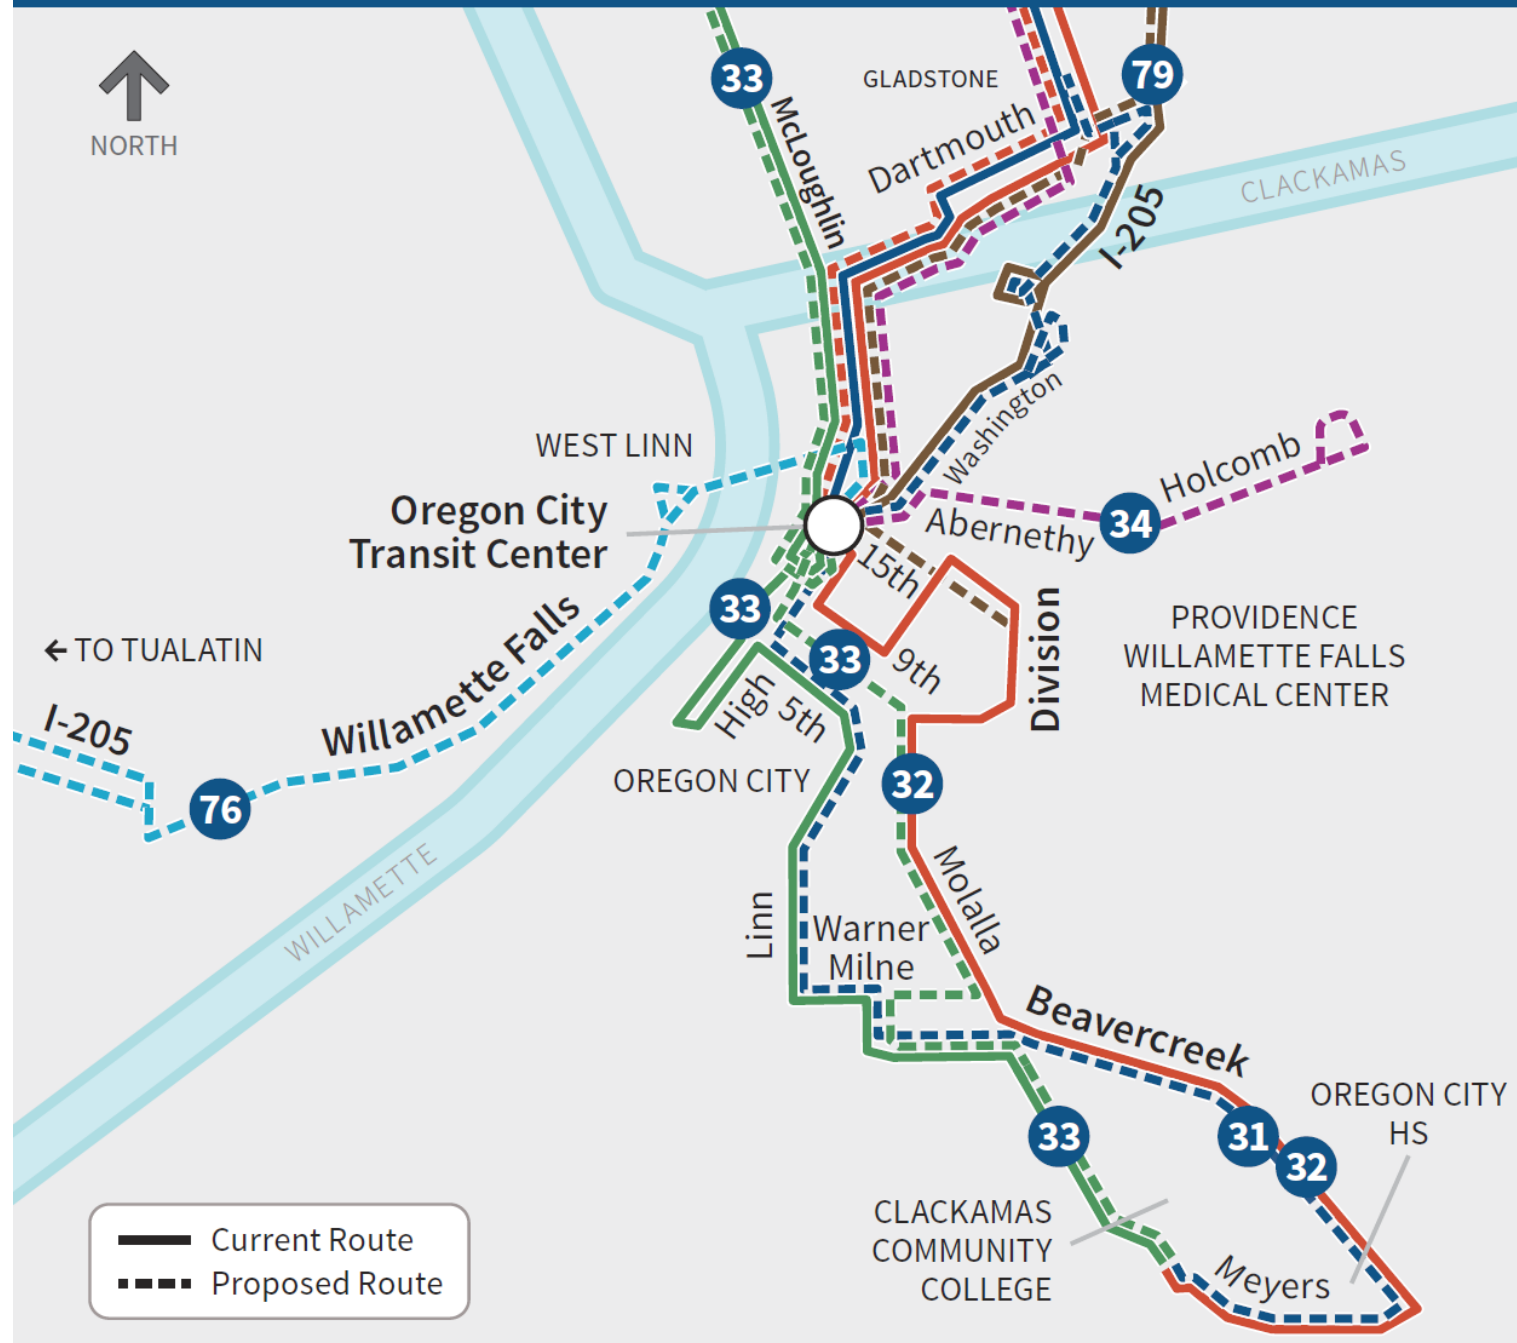 33
GLADSTONE
79
NORTH
McLoughlin
Dartmouth
CLACKAMAS
I-205
WEST LINN
Washington
Oregon City
Transit Center
Holcomb
Abernethy
34
15th
33
33
← TO TUALATIN
Willamette Falls
9th
Division
PROVIDENCE
WILLAMETTE FALLS
MEDICAL CENTER
High
5th
I-205
76
OREGON CITY
32
WILLAMETTE
Linn
Warner
Milne
Molalla
Beavercreek
33
31
32
OREGON CITY
HS
CLACKAMAS
COMMUNITY
COLLEGE
Meyers
Current Route
Proposed Route